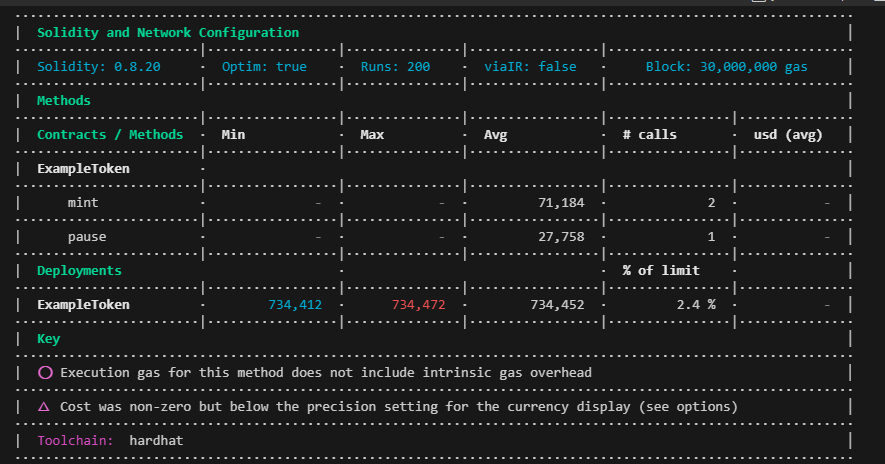 Solidity and Network Configuration
Solidity: 0.8.20 · Optim: true · Runs: 200 · viaIR: false · Block: 30,000,000 gas
Methods
Contracts / Methods · Min · Max · Avg · # calls · usd (avg)
ExampleToken ·
mint · - · - · 71,184 · 2 · -
pause · - · - · 27,758 · 1 · -
Deployments · · % of limit ·
ExampleToken · 734,412 · 734,472 · 734,452 · 2.4 % · -
Key
◯ Execution gas for this method does not include intrinsic gas overhead
△ Cost was non-zero but below the precision setting for the currency display (see options)
Toolchain: hardhat